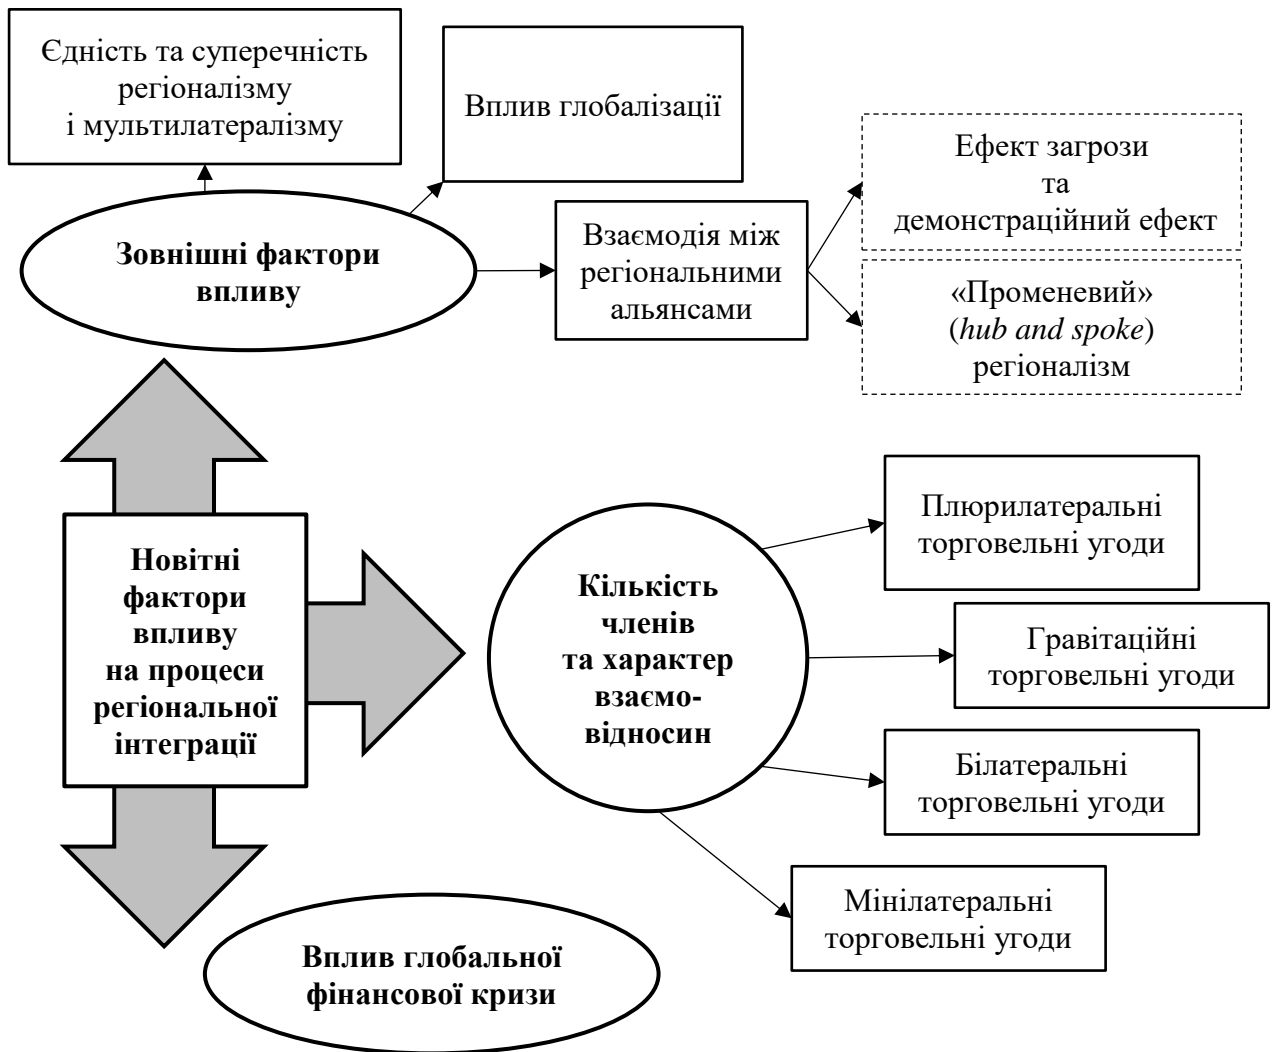 Єдність та суперечність
регіоналізму
і мультилатералізму
Вплив глобалізації
Ефект загрози
та
демонстраційний ефект
Зовнішні фактори
впливу
Взаємодія між
регіональними
альянсами
«Променевий»
(hub and spoke)
регіоналізм
Новітні
фактори
впливу
на процеси
регіональної
інтеграції
Кількість
членів
та характер
взаємо-
відносин
Плюрилатеральні
торговельні угоди
Гравітаційні
торговельні угоди
Білатеральні
торговельні угоди
Мінілатеральні
торговельні угоди
Вплив глобальної
фінансової кризи